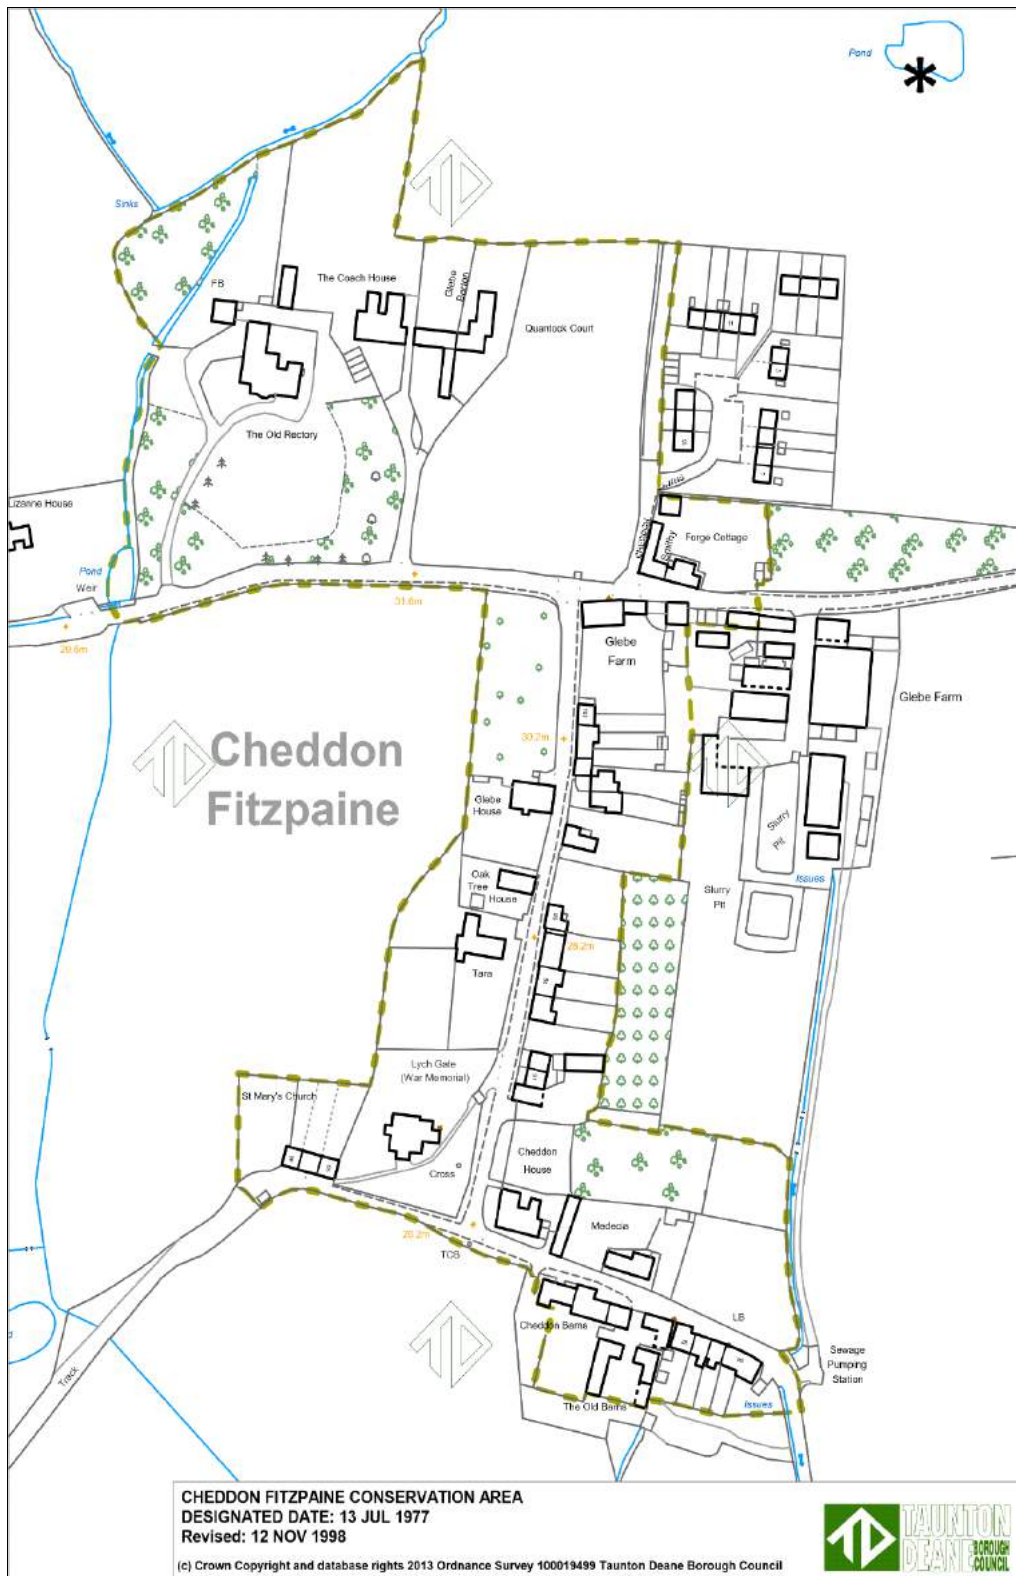 Pond
Sinks
FB
The Coach House
Glebe
Barton
Quantock Court
The Old Rectory
Lizanne House
Forge Cottage
Smithy
Pond
Weir
31.6m
29.6m
Glebe
Farm
Glebe Farm
30.2m
Cheddon
Fitzpaine
Glebe
House
Slurry
Pit
Issues
Oak
Tree
House
Slurry
Pit
28.2m
Tara
Lych Gate
(War Memorial)
St Mary's Church
Cheddon
House
Cross
Medecia
TCB
LB
Cheddon Barns
Sewage
Pumping
Station
Track
The Old Barns
Issues
CHEDDON FITZPAINE CONSERVATION AREA
DESIGNATED DATE: 13 JUL 1977
Revised: 12 NOV 1998
(c) Crown Copyright and database rights 2013 Ordnance Survey 100019499 Taunton Deane Borough Council
TAUNTON
DEANE BOROUGH
COUNCIL